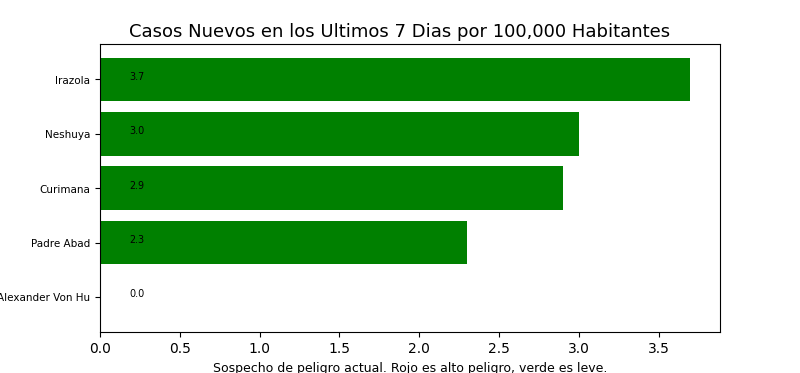 Casos Nuevos en los Ultimos 7 Dias por 100,000 Habitantes
Irazola
3.7
Neshuya
3.0
Curimana
2.9
Padre Abad
2.3
Alexander Von Hu
0.0
0.0 0.5 1.0 1.5 2.0 2.5 3.0 3.5
Sospecho de peligro actual. Rojo es alto peligro, verde es leve.